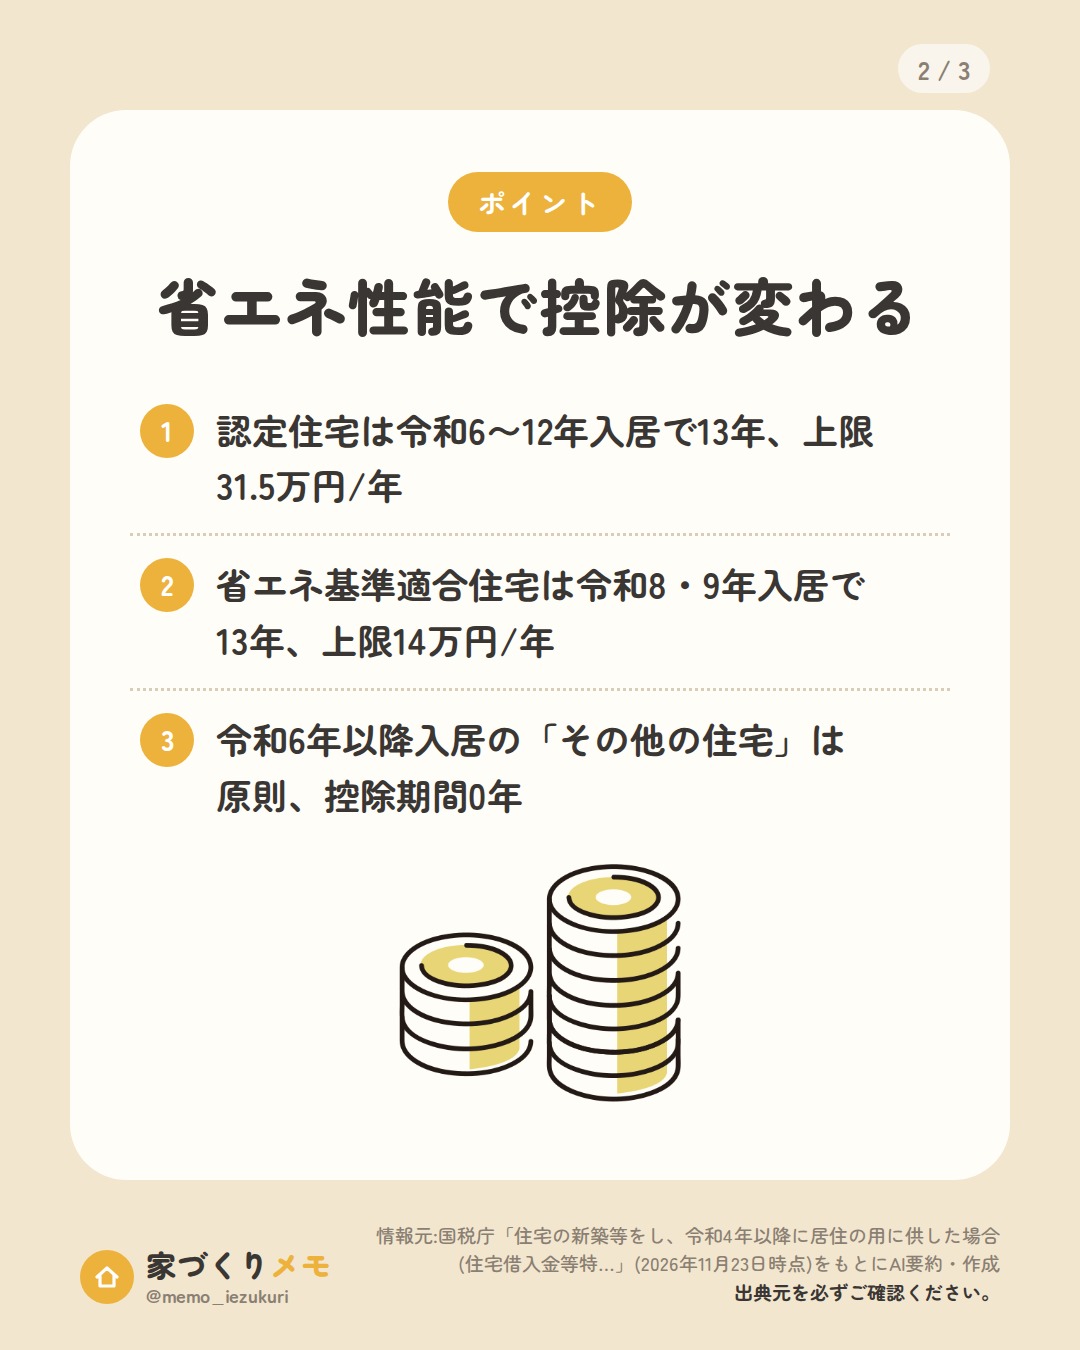 2 / 3
ポイント
省エネ性能で控除が変わる
1 認定住宅は令和6〜12年入居で13年、上限
31.5万円/年
2 省エネ基準適合住宅は令和8・9年入居で
13年、上限14万円/年
3 令和6年以降入居の「その他の住宅」は
原則、控除期間0年
情報元:国税庁「住宅の新築等をし、令和4年以降に居住の用に供した場合
(住宅借入金等特…」(2026年11月23日時点)をもとにAI要約・作成
出典元を必ずご確認ください。
家づくりメモ
@memo_iezukuri